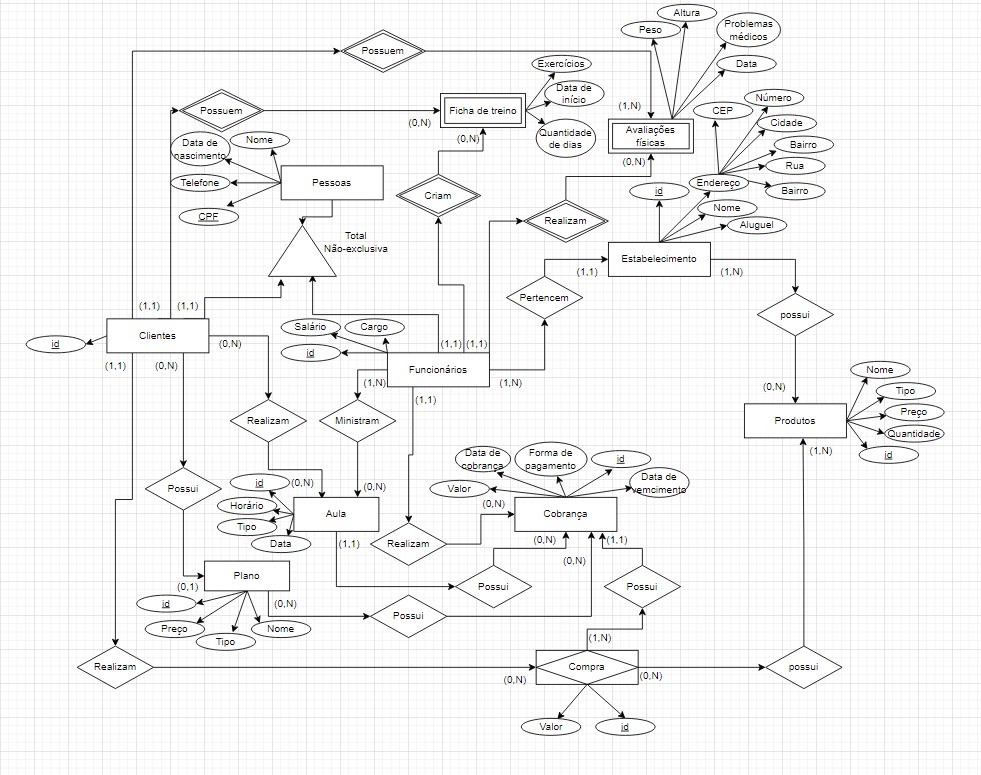 Altura
Peso
Problemas
médicos
Possuem
Exercícios
Data
Data de
início
(1,N)
Número
CEP
Possuem
Ficha de treino
(0,N)
Cidade
Avaliações
físicas
Quantidade
de dias
(0,N)
Nome
Data de
nascimento
Bairro
(0,N)
Rua
Pessoas
Telefone
Endereço
id
Bairro
Criam
Nome
CPF
Realizam
Aluguel
Total
Não-exclusiva
Estabelecimento
(1,1)
(1,N)
Pertencem
(1,1)
(1,1)
possui
Salário
Cargo
Clientes
id
(0,N)
(1,1)
(1,1)
id
(1,1)
(0,N)
Funcionários
(1,N)
(1,N)
Nome
(0,N)
Tipo
(1,1)
Preço
Realizam
Ministram
Produtos
Quantidade
(1,N)
id
Data de
cobrança
Forma de
pagamento
id
Data de
vencimento
id
(0,N)
(0,N)
Valor
Possui
Horário
(0,N)
Aula
Cobrança
Tipo
Data
(1,1)
Realizam
(0,N)
(1,1)
(0,N)
Plano
(0,1)
Possui
Possui
id
(0,N)
Possui
Preço
Nome
Tipo
(1,N)
Realizam
Compra
possui
(0,N)
(0,N)
Valor
id